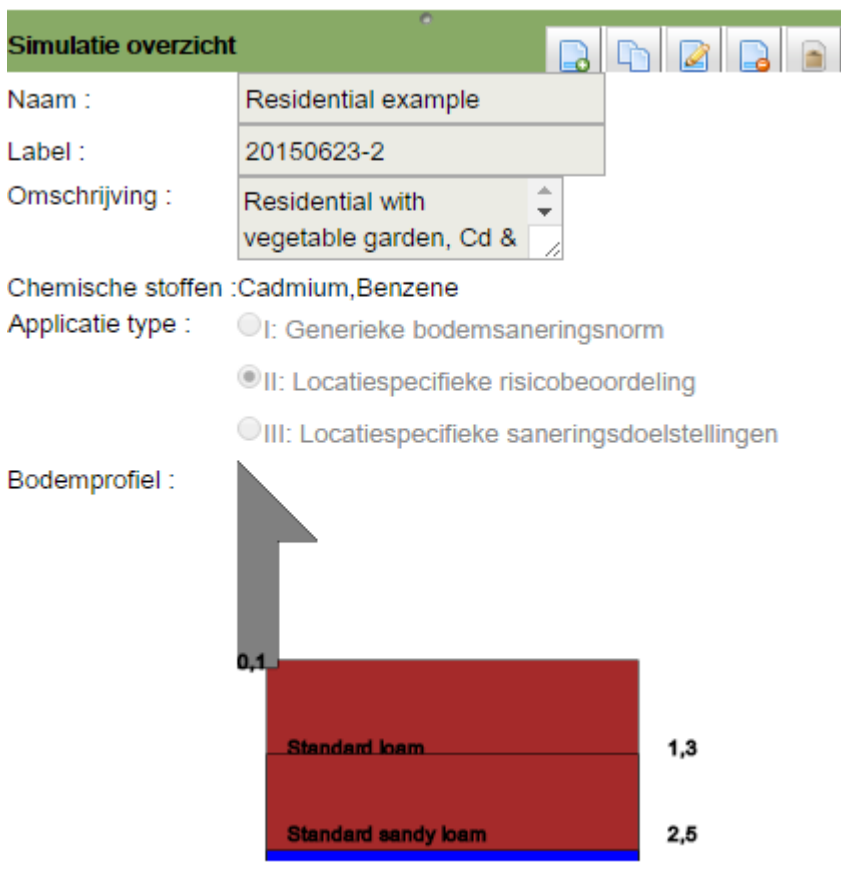 Simulatie overzicht
Naam : Residential example
Label : 20150623-2
Omschrijving : Residential with
vegetable garden, Cd &
Chemische stoffen :Cadmium,Benzene
Applicatie type : I: Generieke bodemsaneringsnorm
II: Locatiespecifieke risicobeoordeling
III: Locatiespecifieke saneringsdoelstellingen
Bodemprofiel :
0,1
Standard loam 1,3
Standard sandy loam 2,5